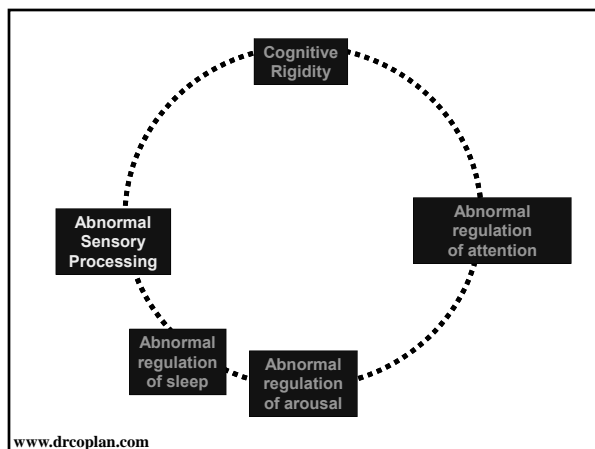 Cognitive
Rigidity
Abnormal
regulation
of attention
Abnormal
Sensory
Processing
Abnormal
regulation
of sleep
Abnormal
regulation
of arousal
www.drcoplan.com